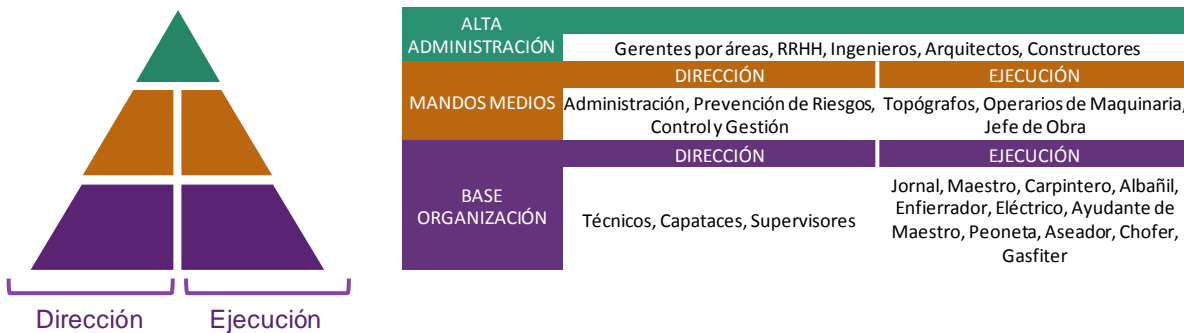 ALTA
ADMINISTRACIÓN
Gerentes por áreas, RRHH, Ingenieros, Arquitectos, Constructores
DIRECCIÓN
EJECUCIÓN
MANDOS MEDIOS
Administración, Prevención de Riesgos,
Control y Gestión
Topógrafos, Operarios de Maquinaria,
Jefe de Obra
DIRECCIÓN
EJECUCIÓN
BASE
ORGANIZACIÓN
Técnicos, Capataces, Supervisores
Jornal, Maestro, Carpintero, Albañil,
Enfierrador, Eléctrico, Ayudante de
Maestro, Peoneta, Aseador, Chofer,
Gasfiter
Dirección
Ejecución